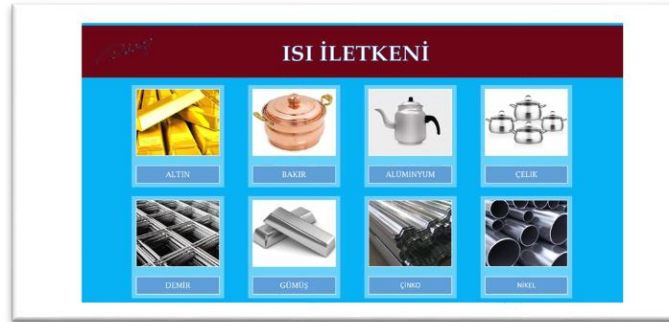 ISI İLETKENİ
ALTIN
BAKIR
ALÜMİNYUM
ÇELİK
DEMİR
GÜMÜŞ
ÇİNKO
NİKEL